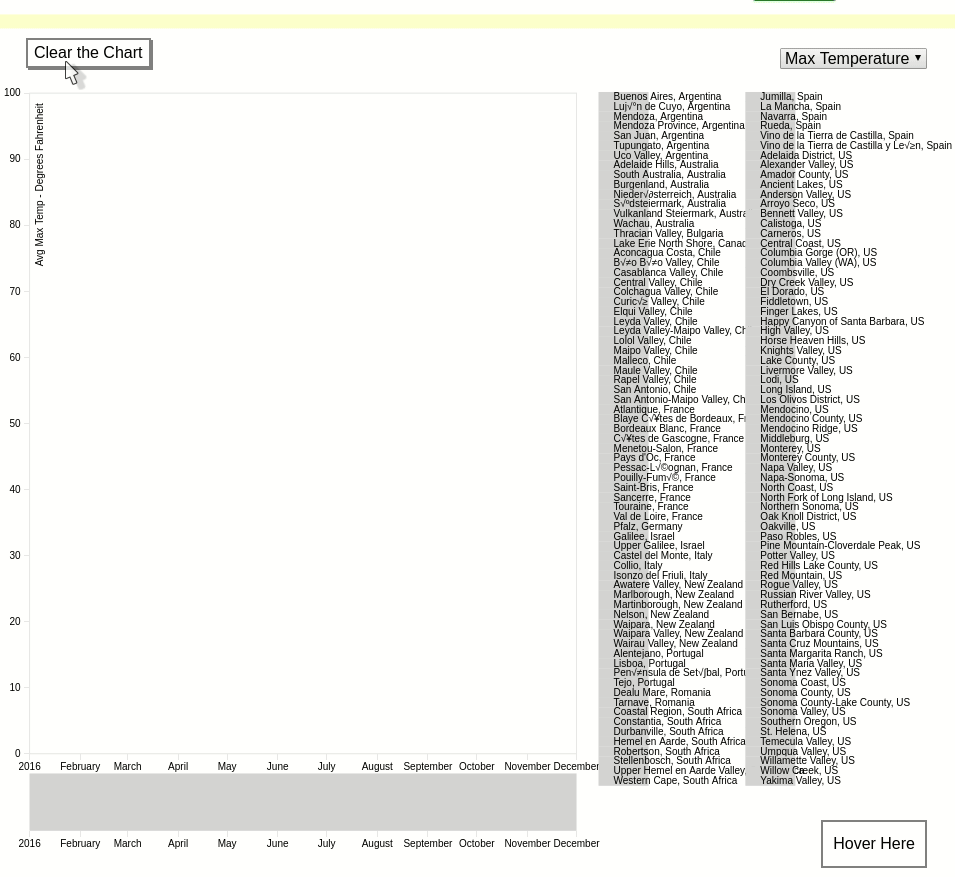 Clear the Chart
Max Temperature
100
90
80
70
60
50
40
30
20
10
0
Avg Max Temp - Degrees Fahrenheit
2016 February March April May June July August September October November December
2016 February March April May June July August September October November December
Buenos Aires, Argentina
Luj√°n de Cuyo, Argentina
Mendoza, Argentina
Mendoza Province, Argentina
San Juan, Argentina
Tupungato, Argentina
Uco Valley, Argentina
Adelaide Hills, Australia
South Australia, Australia
Burgenland, Australia
Nieder√∂sterreich, Australia
S√ºdsteiermark, Australia
Vulkanland Steiermark, Austra
Wachau, Australia
Thracian Valley, Bulgaria
Lake Erie North Shore, Canad
Aconcagua Costa, Chile
B√≠o B√≠o Valley, Chile
Casablanca Valley, Chile
Central Valley, Chile
Colchagua Valley, Chile
Curic√≥ Valley, Chile
Elqui Valley, Chile
Leyda Valley, Chile
Leyda Valley-Maipo Valley, Ch
Lolol Valley, Chile
Maipo Valley, Chile
Malleco, Chile
Maule Valley, Chile
Rapel Valley, Chile
San Antonio, Chile
San Antonio-Maipo Valley, Ch
Atlantique, France
Blaye C√¥tes de Bordeaux, Fr
Bordeaux Blanc, France
C√¥tes de Gascogne, France
Menetou-Salon, France
Pays d'Oc, France
Pessac-L√©ognan, France
Pouilly-Fum√©, France
Saint-Bris, France
Sancerre, France
Touraine, France
Val de Loire, France
Pfalz, Germany
Galilee, Israel
Upper Galilee, Israel
Castel del Monte, Italy
Collio, Italy
Isonzo del Friuli, Italy
Awatere Valley, New Zealand
Marlborough, New Zealand
Martinborough, New Zealand
Nelson, New Zealand
Waipara, New Zealand
Waipara Valley, New Zealand
Wairau Valley, New Zealand
Alentejano, Portugal
Lisboa, Portugal
Pen√≠nsula de Set√∫bal, Portu
Tejo, Portugal
Dealu Mare, Romania
Tarnave, Romania
Coastal Region, South Africa
Constantia, South Africa
Durbanville, South Africa
Hemel en Aarde, South Africa
Robertson, South Africa
Stellenbosch, South Africa
Upper Hemel en Aarde Valley,
Western Cape, South Africa
Jumilla, Spain
La Mancha, Spain
Navarra, Spain
Rueda, Spain
Vino de la Tierra de Castilla, Spain
Vino de la Tierra de Castilla y Le√≥n, Spain
Adelaida District, US
Alexander Valley, US
Amador County, US
Ancient Lakes, US
Anderson Valley, US
Arroyo Seco, US
Bennett Valley, US
Calistoga, US
Carneros, US
Central Coast, US
Columbia Gorge (OR), US
Columbia Valley (WA), US
Coombsville, US
Dry Creek Valley, US
El Dorado, US
Fiddletown, US
Finger Lakes, US
Happy Canyon of Santa Barbara, US
High Valley, US
Horse Heaven Hills, US
Knights Valley, US
Lake County, US
Livermore Valley, US
Lodi, US
Long Island, US
Los Olivos District, US
Mendocino, US
Mendocino County, US
Mendocino Ridge, US
Middleburg, US
Monterey, US
Monterey County, US
Napa Valley, US
Napa-Sonoma, US
North Coast, US
North Fork of Long Island, US
Northern Sonoma, US
Oak Knoll District, US
Oakville, US
Paso Robles, US
Pine Mountain-Cloverdale Peak, US
Potter Valley, US
Red Hills Lake County, US
Red Mountain, US
Rogue Valley, US
Russian River Valley, US
Rutherford, US
San Bernabe, US
San Luis Obispo County, US
Santa Barbara County, US
Santa Cruz Mountains, US
Santa Margarita Ranch, US
Santa Maria Valley, US
Santa Ynez Valley, US
Sonoma Coast, US
Sonoma County, US
Sonoma County-Lake County, US
Sonoma Valley, US
Southern Oregon, US
St. Helena, US
Temecula Valley, US
Umpqua Valley, US
Willamette Valley, US
Willow Creek, US
Yakima Valley, US
Hover Here